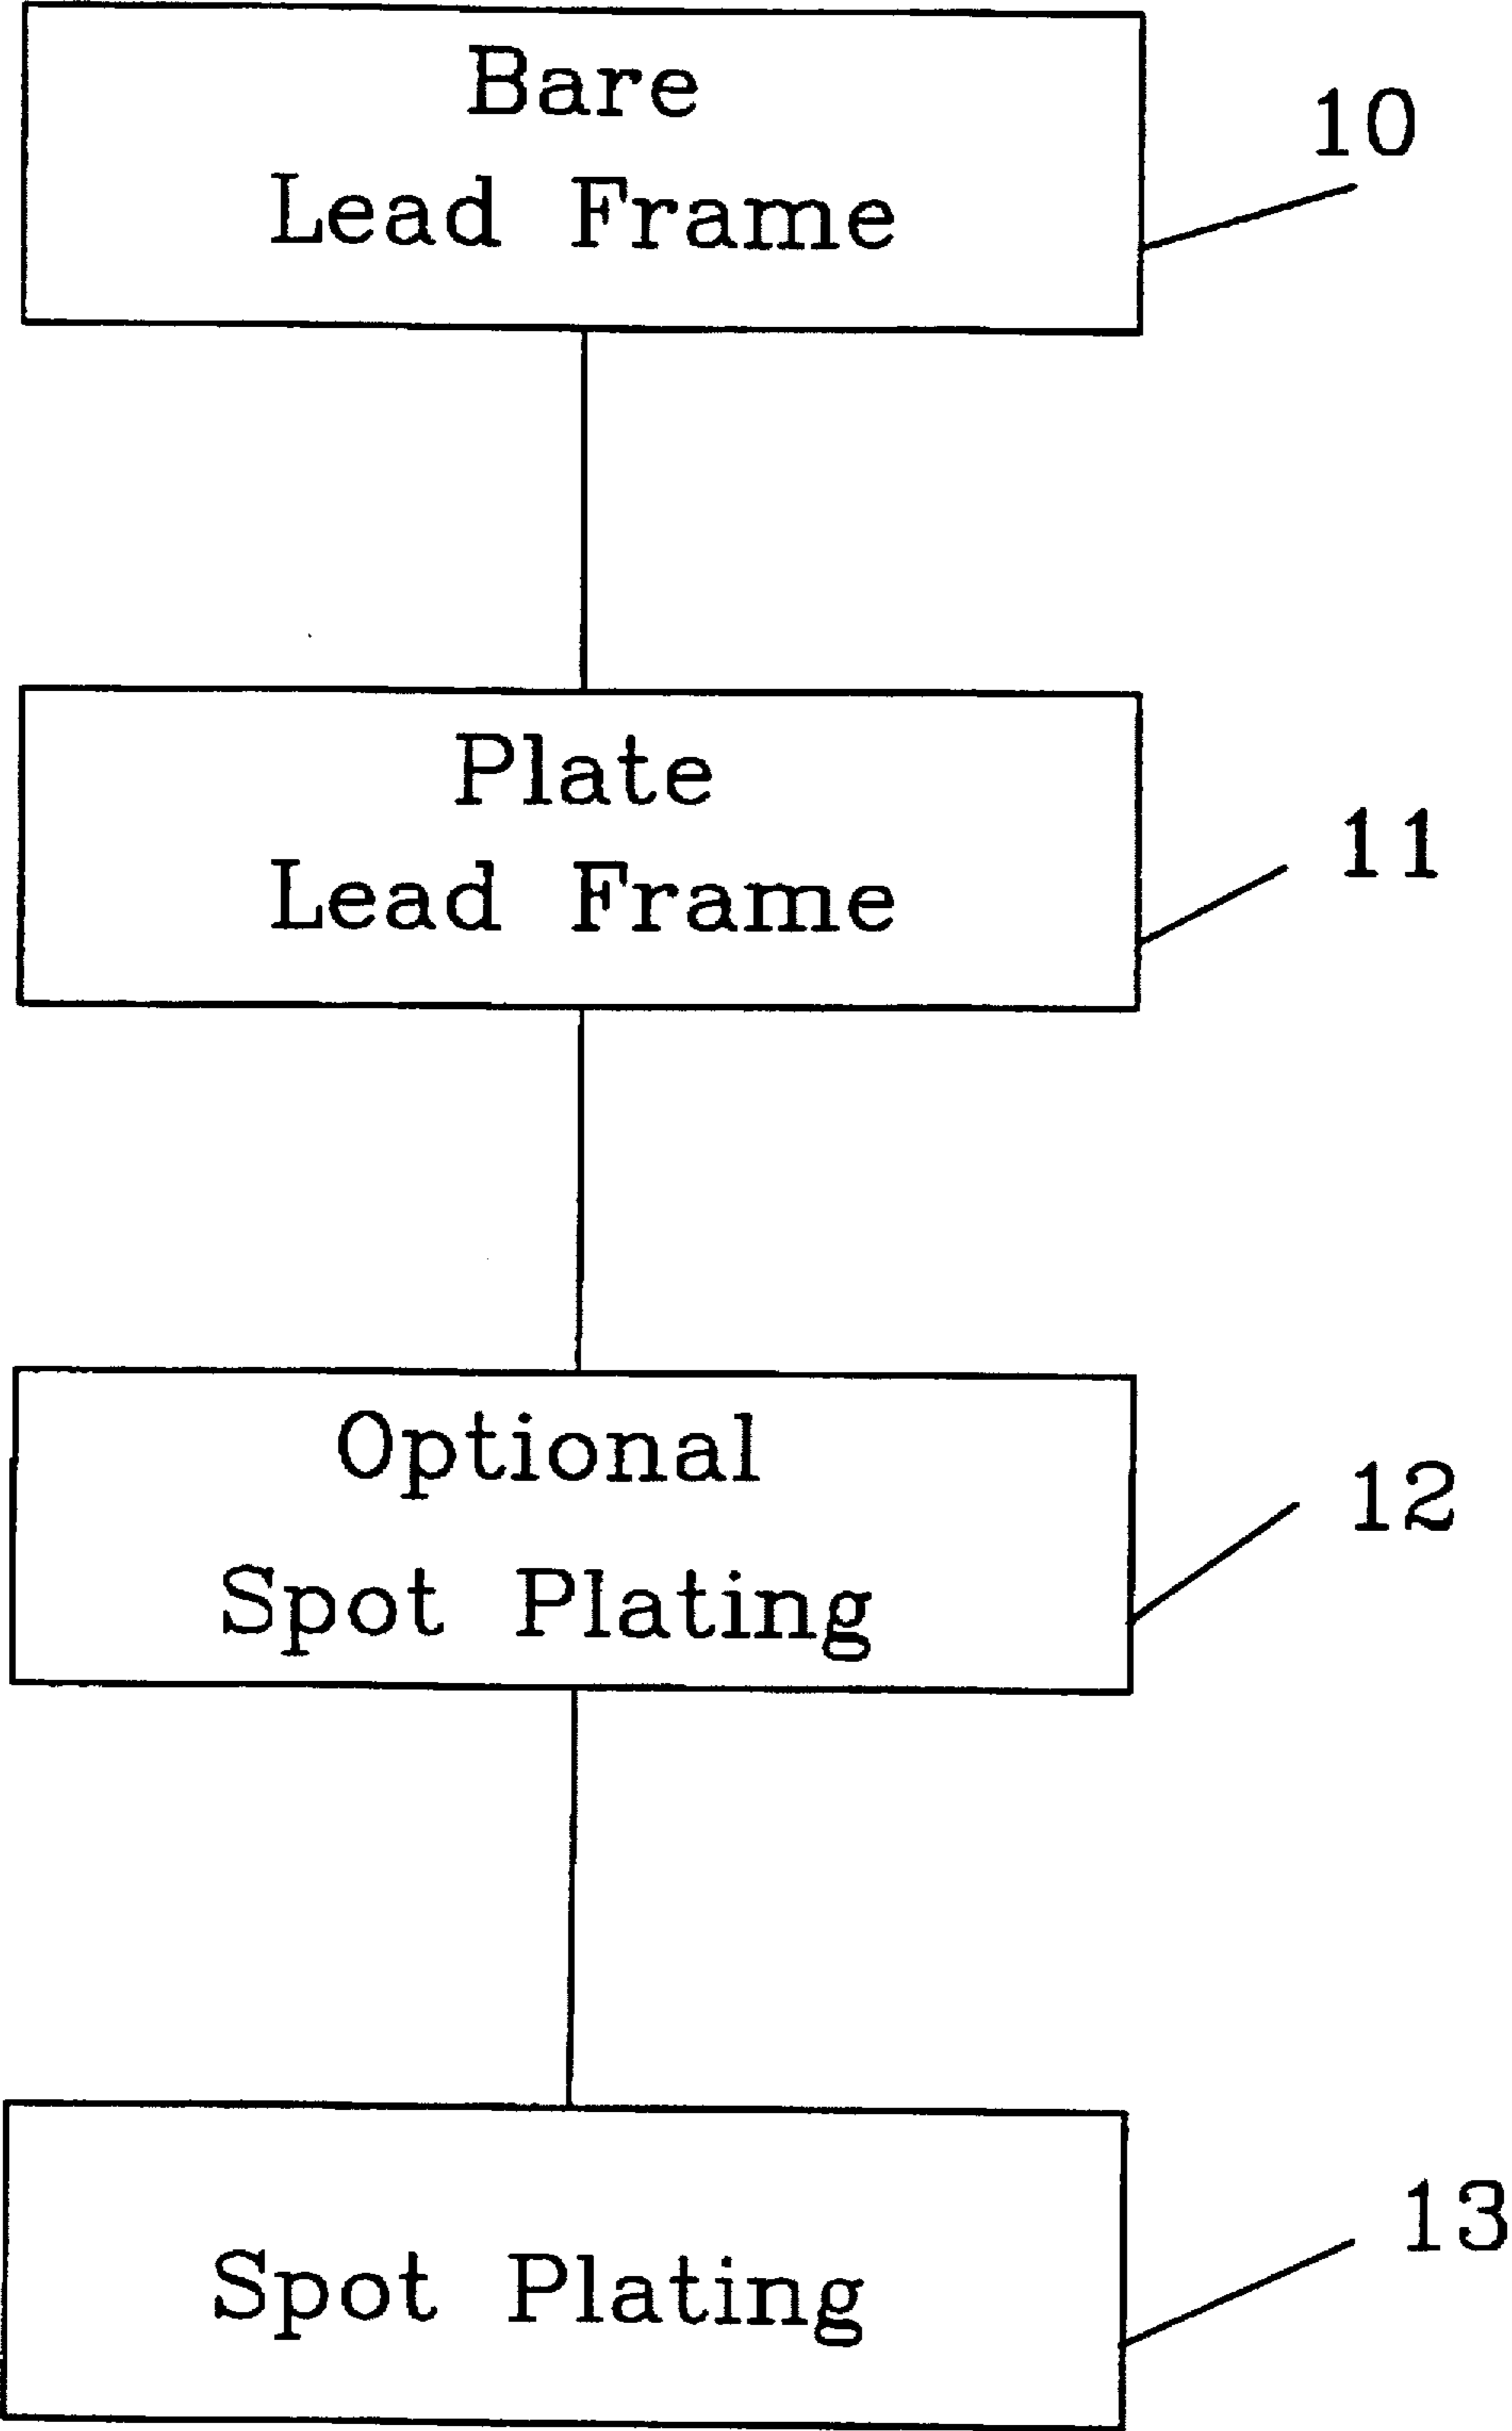 Bare
Lead Frame
10
Plate
Lead Frame
11
Optional
Spot Plating
12
Spot Plating
13